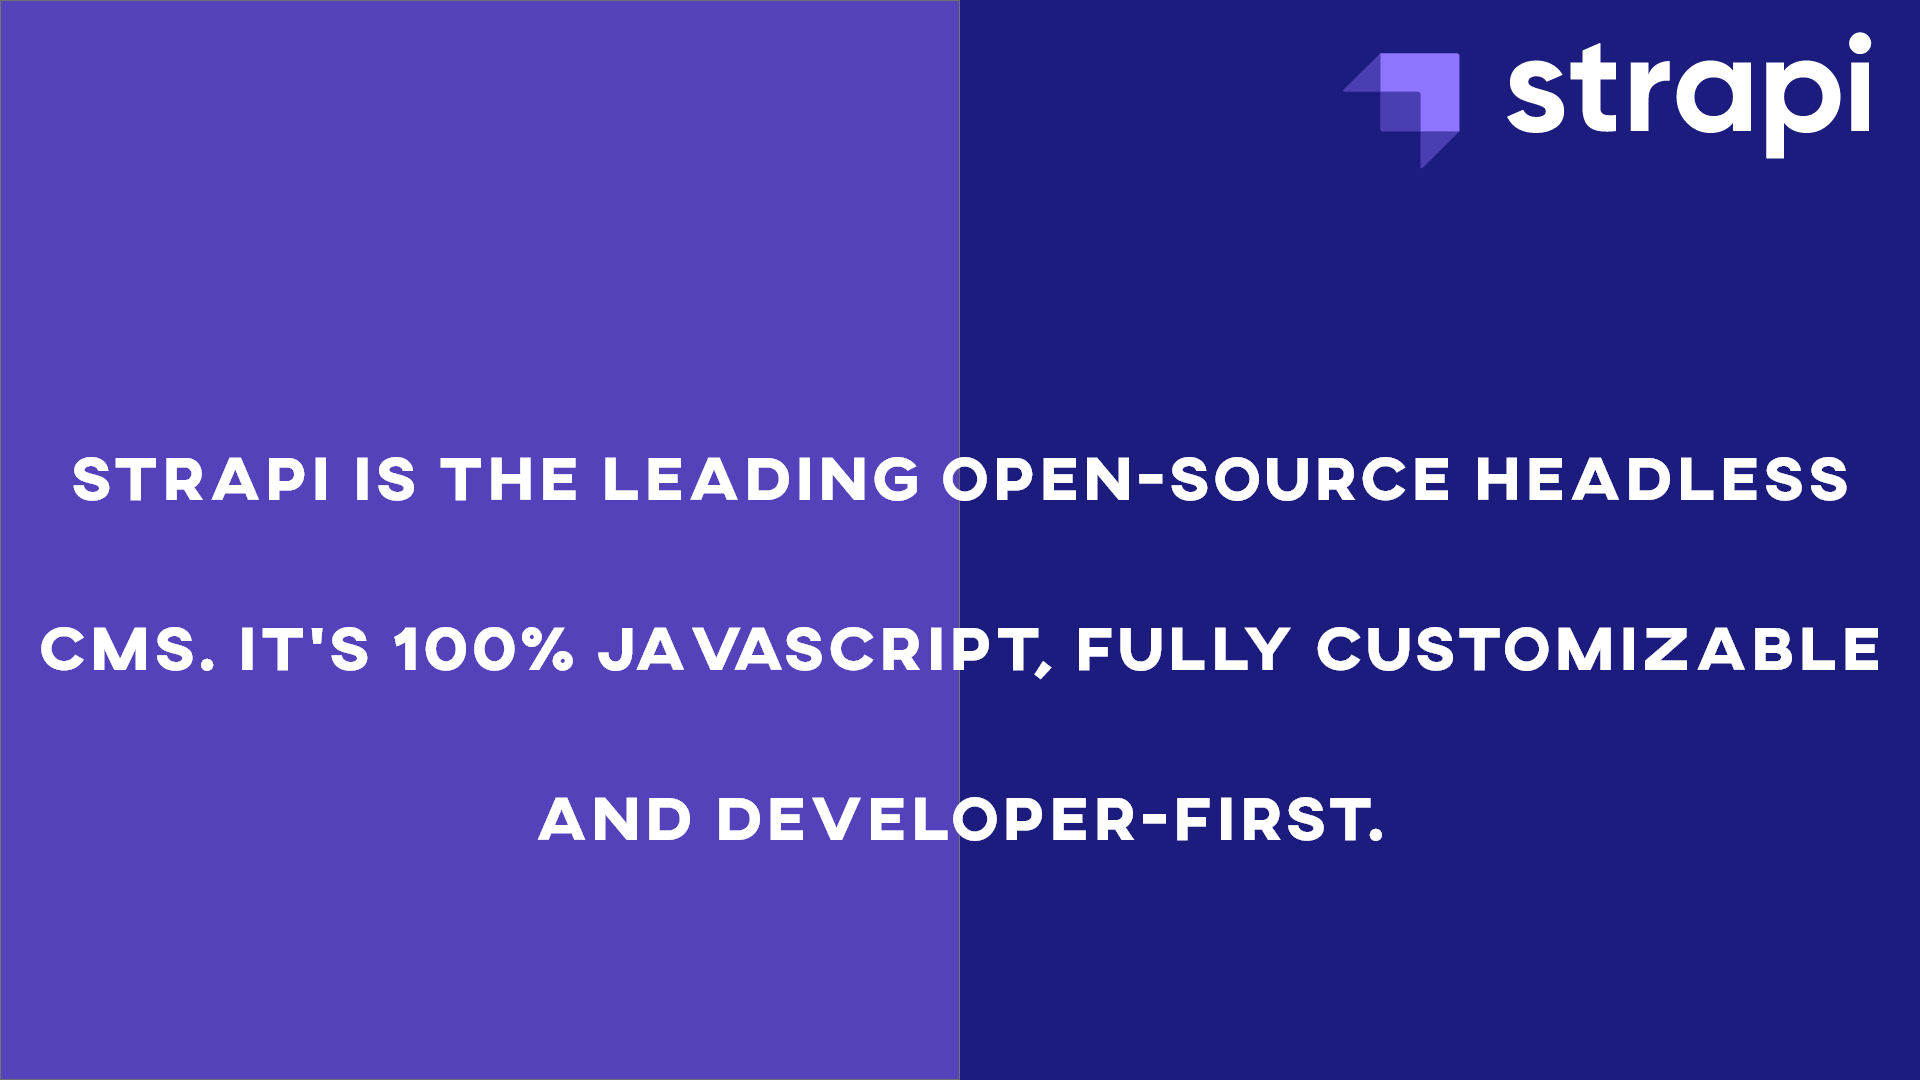 strapi
STRAPI IS THE LEADING OPEN-SOURCE HEADLESS
CMS. IT'S 100% JAVASCRIPT, FULLY CUSTOMIZABLE
AND DEVELOPER-FIRST.